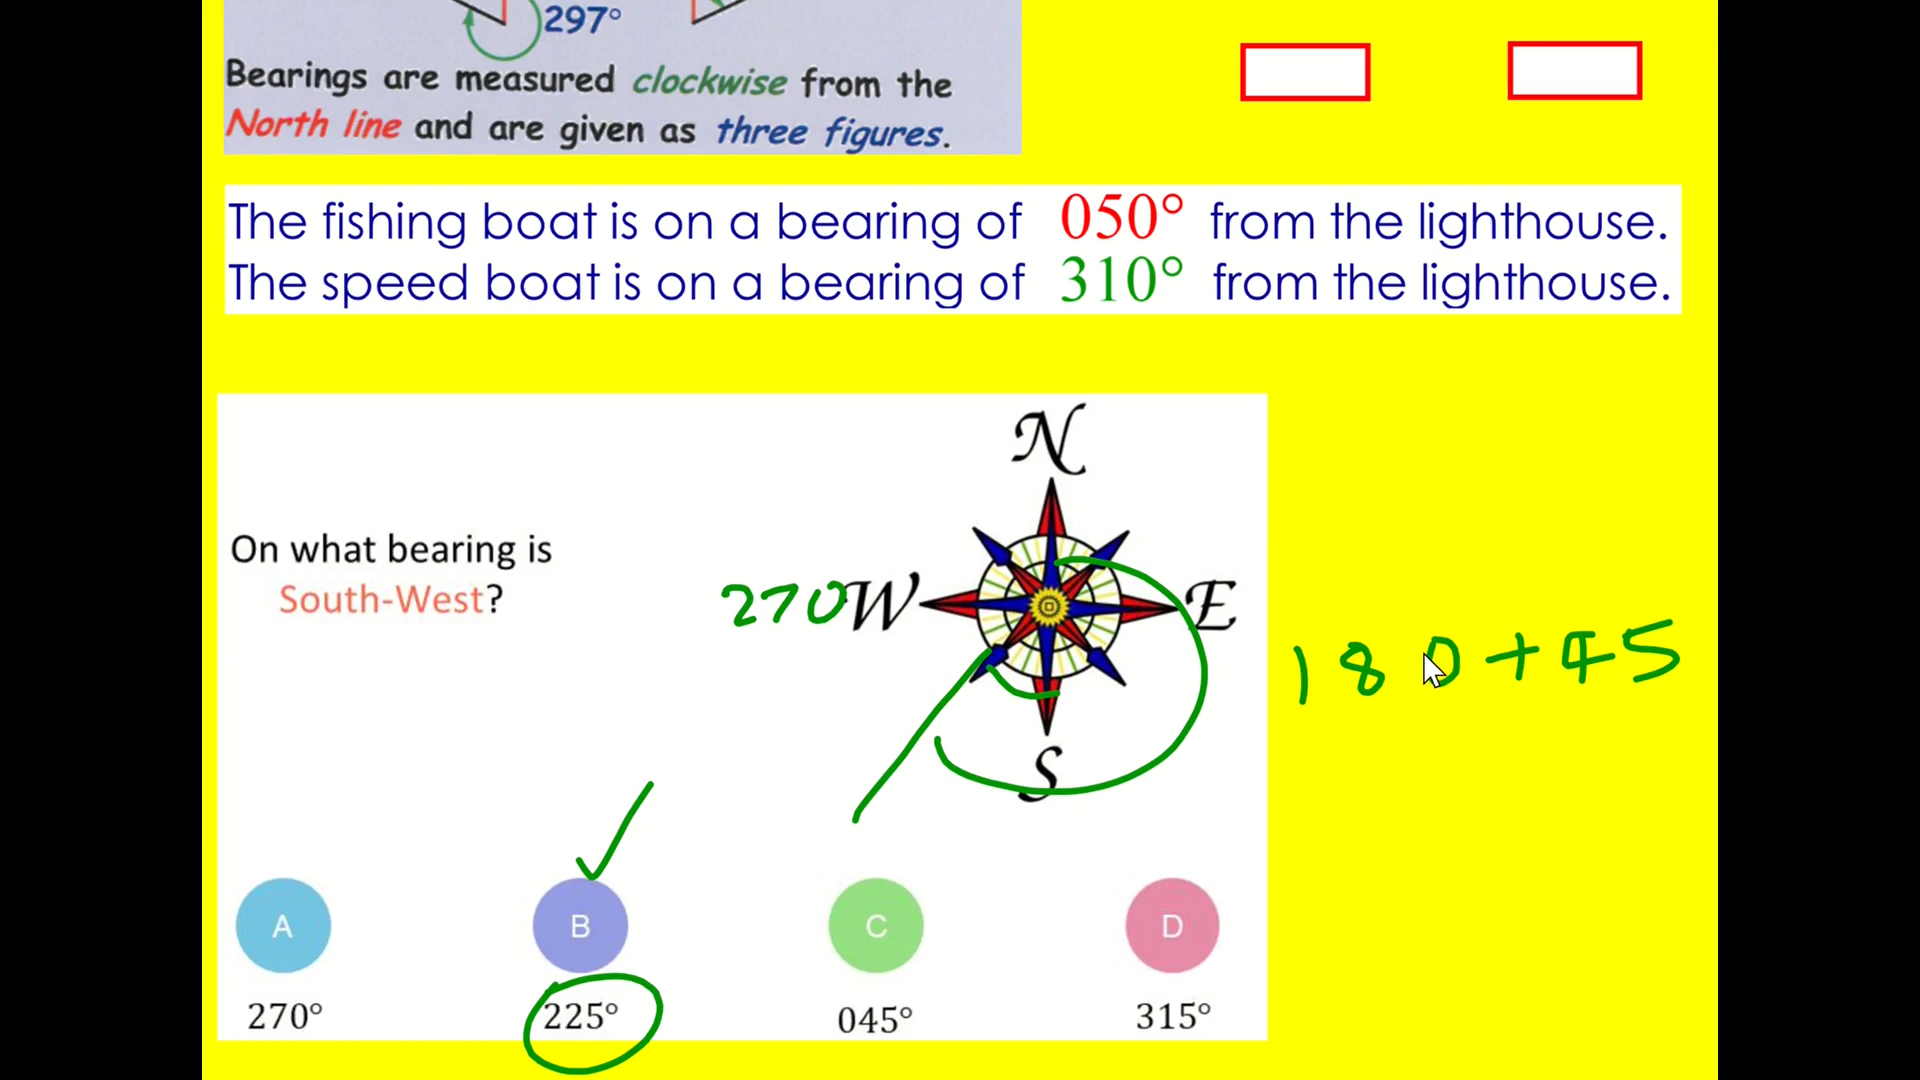 297°
Bearings are measured clockwise from the
North line and are given as three figures.
The fishing boat is on a bearing of 050° from the lighthouse.
The speed boat is on a bearing of 310° from the lighthouse.
N
On what bearing is
South-West?
270 W E
180+45
S
A B C D
270° 225° 045° 315°